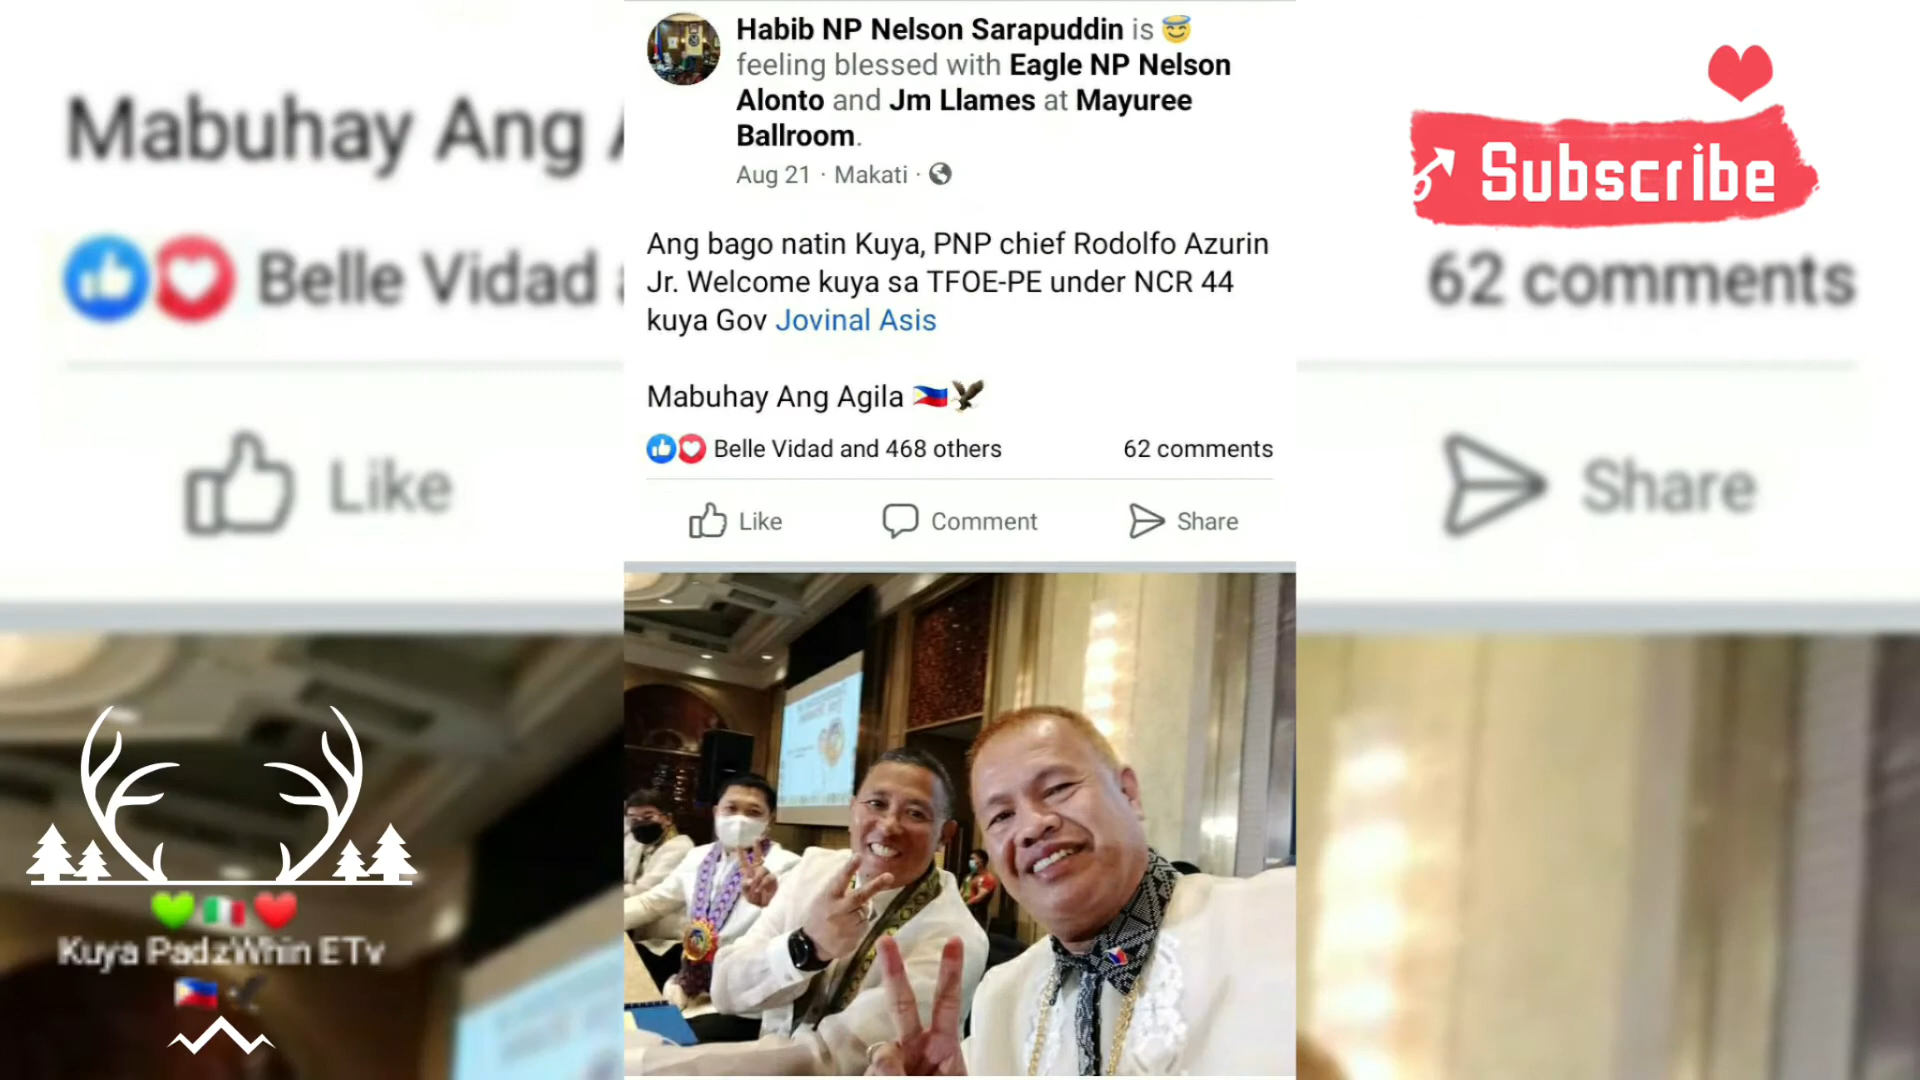 Habib NP Nelson Sarapuddin is 😇
feeling blessed with Eagle NP Nelson
Alonto and Jm Llames at Mayuree
Ballroom.
Aug 21 · Makati ·
Ang bago natin Kuya, PNP chief Rodolfo Azurin
Jr. Welcome kuya sa TFOE-PE under NCR 44
kuya Gov Jovinal Asis
Mabuhay Ang Agila 🇵🇭🦅
Belle Vidad and 468 others
62 comments
Like
Comment
Share
Mabuhay Ang
Belle Vidad
Like
Subscribe
62 comments
Share
Kuya PadzWhin ETv